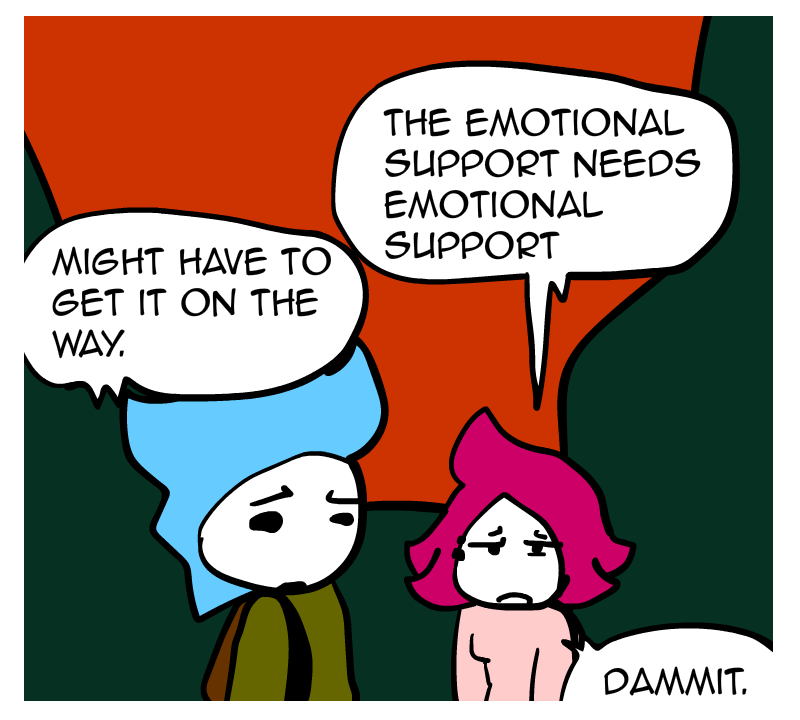 THE EMOTIONAL
SUPPORT NEEDS
EMOTIONAL
SUPPORT
MIGHT HAVE TO
GET IT ON THE
WAY.
DAMMIT.